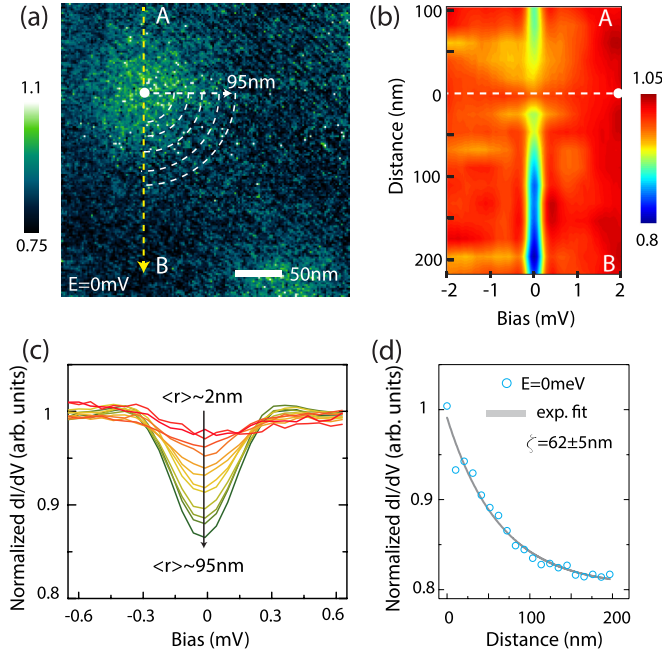 (a)
A
95nm
1.1
0.75
B
E=0mV
50nm
(b)
100
50
0
100
200
Distance (nm)
A
B
-2
-1
0
1
2
Bias (mV)
1.05
0.8
(c)
Normalized dI/dV (arb. units)
1
0.9
0.8
<r>~2nm
<r>~95nm
-0.6
-0.3
0
0.3
0.6
Bias (mV)
(d)
Normalized dI/dV (arb. units)
1
0.9
0.8
E=0meV
exp. fit
ζ=62±5nm
0
100
200
Distance (nm)